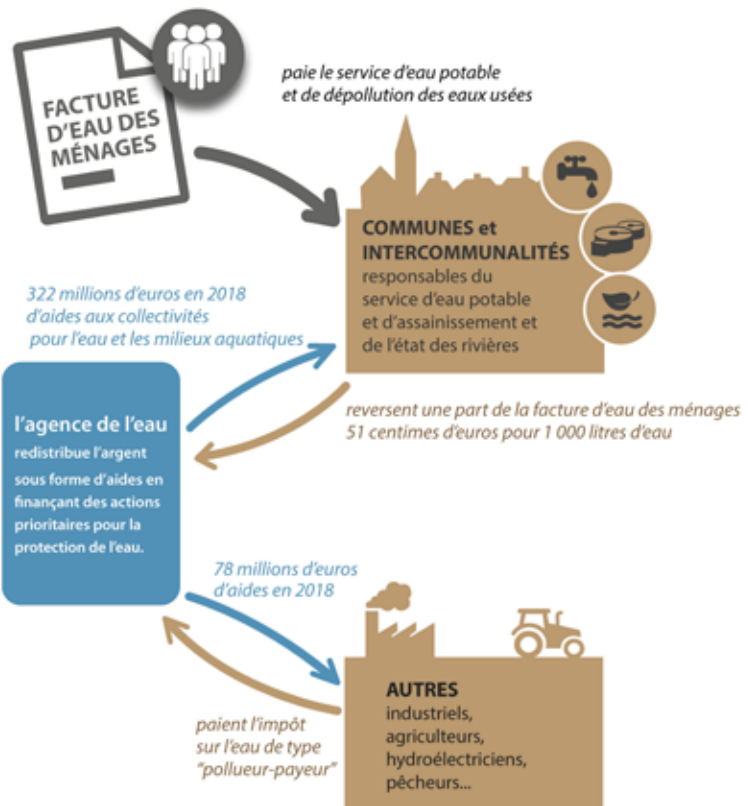 FACTURE
D'EAU DES
MÉNAGES
paie le service d'eau potable
et de dépollution des eaux usées
COMMUNES et
INTERCOMMUNALITÉS
responsables du
service d'eau potable
et d'assainissement et
de l'état des rivières
322 millions d'euros en 2018
d'aides aux collectivités
pour l'eau et les milieux aquatiques
l'agence de l'eau
redistribue l'argent
sous forme d'aides en
finançant des actions
prioritaires pour la
protection de l'eau.
reversent une part de la facture d'eau des ménages
51 centimes d'euros pour 1 000 litres d'eau
78 millions d'euros
d'aides en 2018
paient l'impôt
sur l'eau de type
"pollueur-payeur"
AUTRES
industriels,
agriculteurs,
hydroélectriciens,
pêcheurs...